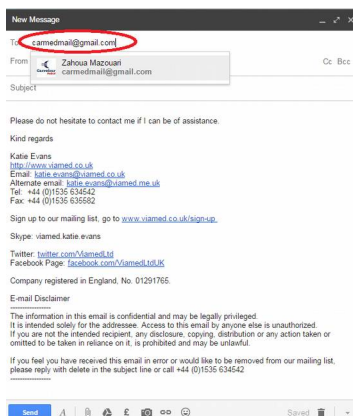 New Message
To carmedmail@gmail.com
From Zahoua Mazouari Cc Bcc
carmedmail@gmail.com
Subject
Please do not hesitate to contact me if I can be of assistance.
Kind regards
Katie Evans
http://www.viamed.co.uk
Email: katie.evans@viamed.co.uk
Alternate email: katie.evans@viamed.me.uk
Tel: +44 (0)1535 634542
Fax: +44 (0)1535 635582
Sign up to our mailing list, go to www.viamed.co.uk/sign-up
Skype: viamed.katie.evans
Twitter: twitter.com/ViamedLtd
Facebook Page: facebook.com/ViamedLtdUK
Company registered in England, No. 01291765.
E-mail Disclaimer
-----------------
The information in this email is confidential and may be legally privileged.
It is intended solely for the addressee. Access to this email by anyone else is unauthorized.
If you are not the intended recipient, any disclosure, copying, distribution or any action taken or
omitted to be taken in reliance on it, is prohibited and may be unlawful.
If you feel you have received this email in error or would like to be removed from our mailing list,
please reply with delete in the subject line or call +44 (0)1535 634542
-----------------
Send A £ Saved